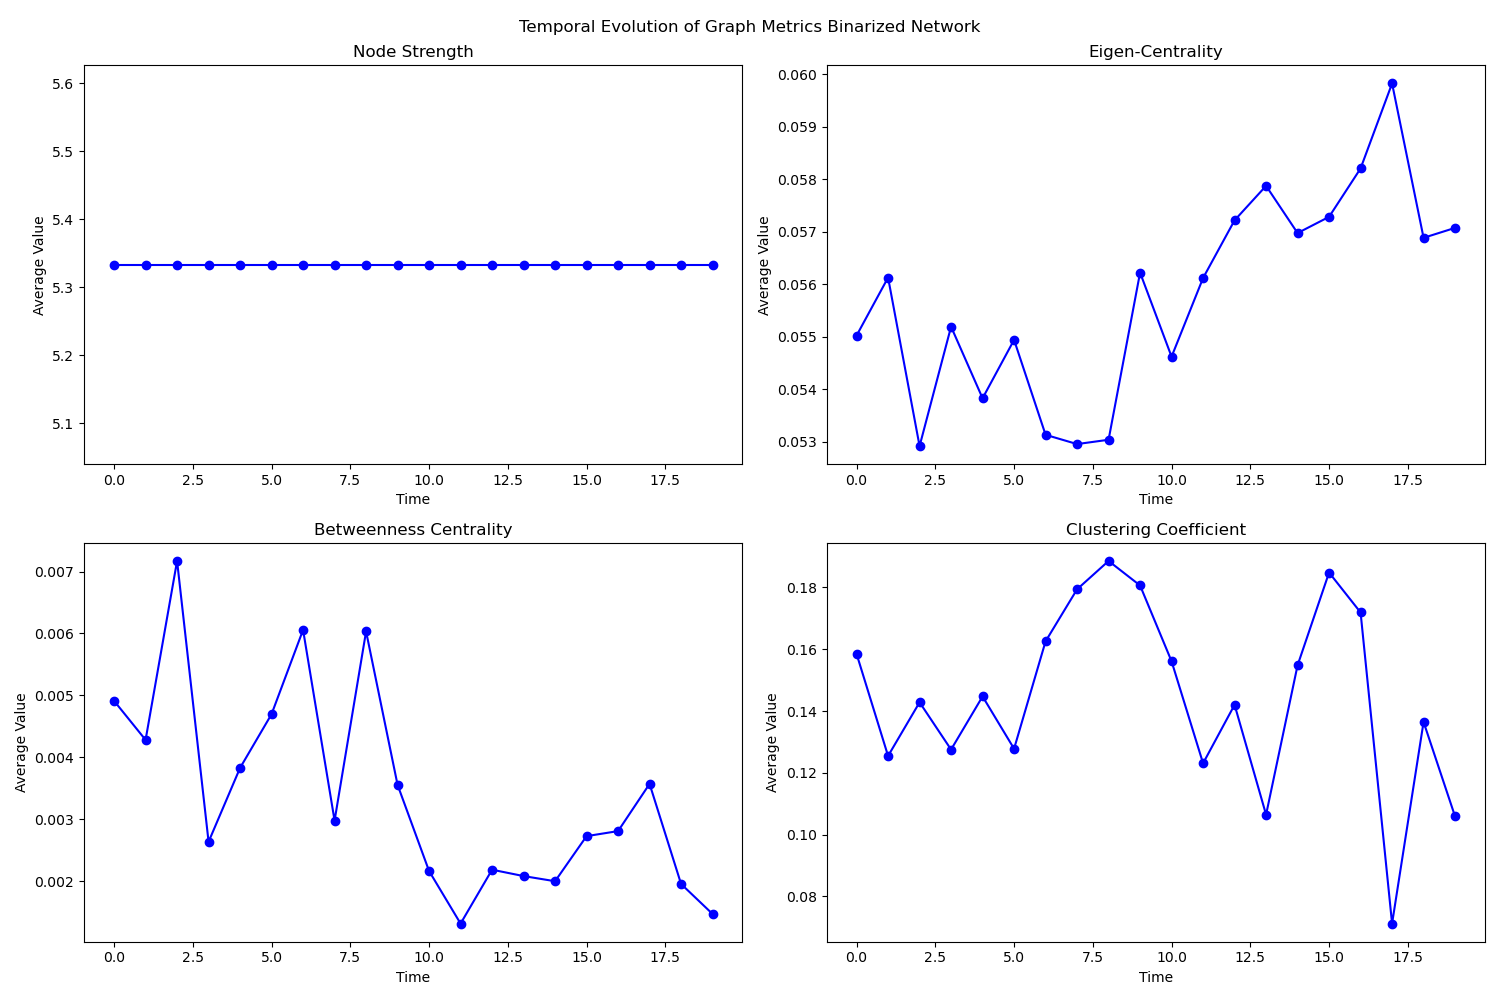 Temporal Evolution of Graph Metrics Binarized Network
Node Strength
5.6
5.5
5.4
5.3
5.2
5.1
Average Value
0.0 2.5 5.0 7.5 10.0 12.5 15.0 17.5
Time
Eigen-Centrality
0.060
0.059
0.058
0.057
0.056
0.055
0.054
0.053
Average Value
0.0 2.5 5.0 7.5 10.0 12.5 15.0 17.5
Time
Betweenness Centrality
0.007
0.006
0.005
0.004
0.003
0.002
Average Value
0.0 2.5 5.0 7.5 10.0 12.5 15.0 17.5
Time
Clustering Coefficient
0.18
0.16
0.14
0.12
0.10
0.08
Average Value
0.0 2.5 5.0 7.5 10.0 12.5 15.0 17.5
Time